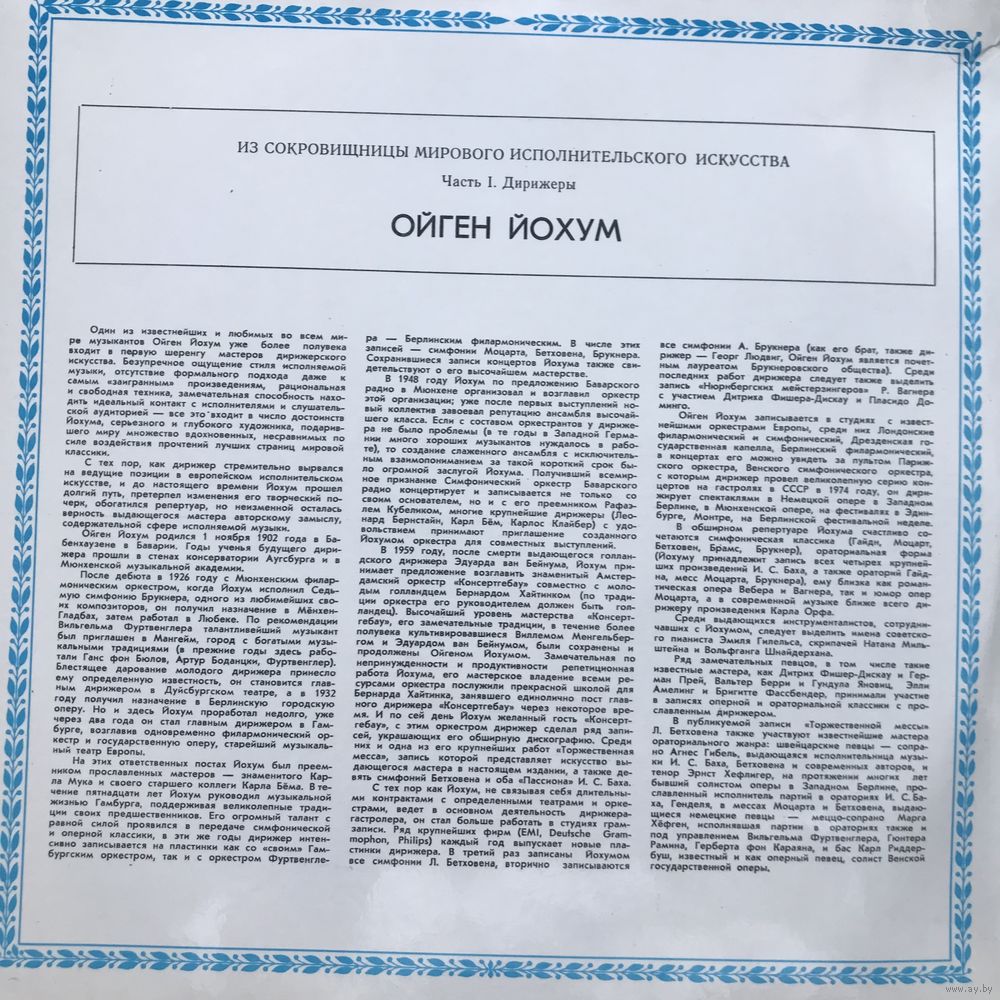 ИЗ СОКРОВИЩНИЦЫ МИРОВОГО ИСПОЛНИТЕЛЬСКОГО ИСКУССТВА
Часть I. Дирижеры
ОЙГЕН ЙОХУМ
Один из известнейших и любимых во всем ми-
ре музыкантов Ойген Йохум уже более полувека
входит в первую шеренгу мастеров дирижерского
искусства. Безупречное ощущение стиля исполняемой
музыки, отсутствие формального подхода даже к
самым «заигранным» произведениям, рациональная
и свободная техника, замечательная способность нахо-
дить идеальный контакт с исполнителями и слушатель-
ской аудиторией — все это входит в число достоинств
Йохума, серьезного и глубокого художника, подарив-
шего миру множество вдохновенных, несравнимых по
силе воздействия прочтений лучших страниц мировой
классики.
С тех пор, как дирижер стремительно вырвался
на ведущие позиции в европейском исполнительском
искусстве, и до настоящего времени Йохум прошел
долгий путь, претерпел изменения его творческий по-
черк, обогатился репертуар, но неизменной осталась
верность выдающегося мастера авторскому замыслу,
содержательной сфере исполняемой музыки.
Ойген Йохум родился 1 ноября 1902 года в Ба-
бенхаузене в Баварии. Годы ученья будущего дири-
жера прошли в стенах консерватории Аугсбурга и в
Мюнхенской музыкальной академии.
После дебюта в 1926 году с Мюнхенским филар-
моническим оркестром, когда Йохум исполнил Седь-
мую симфонию Брукнера, одного из любимейших сво-
их композиторов, он получил назначение в Мёнхен-
Гладбах, затем работал в Любеке. По рекомендации
Вильгельма Фуртвенглера талантливейший музыкант
был приглашен в Мангейм, город с богатыми музы-
кальными традициями (в прежние годы здесь рабо-
тали Ганс фон Бюлов, Артур Боданцки, Фуртвенглер).
Блестящее дарование молодого дирижера принесло
ему определенную известность, он становится глав-
ным дирижером в Дуйсбургском театре, а в 1932
году получил назначение в Берлинскую городскую
оперу. Но и здесь Йохум проработал недолго, уже
через два года он стал главным дирижером в Гам-
бурге, возглавив одновременно филармонический ор-
кестр и государственную оперу, старейший музыкаль-
ный театр Европы.
На этих ответственных постах Йохум был преем-
ником прославленных мастеров — знаменитого Кар-
ла Мука и своего старшего коллеги Карла Бёма. В те-
чение пятнадцати лет Йохум руководил музыкальной
жизнью Гамбурга, поддерживая великолепные тради-
ции своих предшественников. Его огромный талант с
равной силой проявился в передаче симфонической
и оперной классики, в эти же годы дирижер интен-
сивно записывается на пластинки как со «своим» Гам-
бургским оркестром, так и с оркестром Фуртвенгле-
ра — Берлинским филармоническим. В числе этих
записей — симфонии Моцарта, Бетховена, Брукнера.
Сохранившиеся записи концертов Йохума также сви-
детельствуют о его высочайшем мастерстве.
В 1948 году Йохум по предложению Баварского
радио в Мюнхене организовал и возглавил оркестр
этой организации; уже после первых выступлений но-
вый коллектив завоевал репутацию ансамбля высочай-
шего класса. Если с составом оркестрантов у дириже-
ра не было проблемы (в те годы в Западной Герма-
нии много хороших музыкантов нуждалось в рабо-
те), то создание слаженного ансамбля с исключитель-
ным взаимопониманием за такой короткий срок бы-
ло огромной заслугой Йохума. Получивший всемир-
ное признание Симфонический оркестр Баварского
радио концертирует и записывается не только со
своим основателем, но и с его преемником Рафаэ-
лем Кубеликом, многие крупнейшие дирижеры (Лео-
нард Бернстайн, Карл Бём, Карлос Клайбер) с удо-
вольствием принимают приглашение созданного
Йохумом оркестра для совместных выступлений.
В 1959 году, после смерти выдающегося голлан-
дского дирижера Эдуарда ван Бейнума, Йохум при-
нимает предложение возглавить знаменитый Амстер-
дамский оркестр «Консертгебау» совместно с моло-
дым голландцем Бернардом Хайтинком (по тради-
ции оркестра его руководителем должен быть гол-
ландец). Высочайший уровень мастерства «Консерт-
гебау», его замечательные традиции, в течение более
полувека культивировавшиеся Виллемом Менгельбер-
гом и Эдуардом ван Бейнумом, были сохранены и
продолжены Ойгеном Йохумом. Замечательная по
непринужденности и продуктивности репетиционная
работа Йохума, его мастерское владение всеми ре-
сурсами оркестра послужили прекрасной школой для
Бернарда Хайтинка, занявшего единолично пост глав-
ного дирижера «Консертгебау» через некоторое вре-
мя. И по сей день Йохум желанный гость «Консерт-
гебау», с этим оркестром дирижер сделал ряд запи-
сей, украшающих его обширную дискографию. Среди
них и одна из его крупнейших работ «Торжественная
месса», запись которой представляет искусство вы-
дающегося мастера в настоящем издании, а также де-
вять симфоний Бетховена и оба «Пассиона» И. С. Баха.
С тех пор как Йохум, не связывая себя длительны-
ми контрактами с определенными театрами и орке-
страми, ведет в основном деятельность дирижера-
гастролера, он стал больше работать в студиях грам-
записи. Ряд крупнейших фирм (EMI, Deutsche Gram-
mophon, Philips) каждый год выпускает новые пла-
стинки дирижера. В третий раз записаны Йохумом
все симфонии Л. Бетховена, вторично записываются
все симфонии А. Брукнера (как его брат, также ди-
рижер — Георг Людвиг, Ойген Йохум является почет-
ным лауреатом Брукнеровского общества). Среди
последних работ дирижера следует также выделить
запись «Нюрнбергских мейстерзингеров» Р. Вагнера
с участием Дитриха Фишера-Дискау и Пласидо До-
минго.
Ойген Йохум записывается в студиях с извест-
нейшими оркестрами Европы, среди них Лондонские
филармонический и симфонический, Дрезденская го-
сударственная капелла, Берлинский филармонический,
в концертах его можно увидеть за пультом Париж-
ского оркестра, Венского симфонического оркестра,
с которым дирижер провел великолепную серию кон-
цертов на гастролях в СССР в 1974 году, он дири-
жирует спектаклями в Немецкой опере в Западном
Берлине, в Мюнхенской опере, на фестивалях в Эдин-
бурге, Монтре, на Берлинской фестивальной неделе.
В обширном репертуаре Йохума счастливо со-
четаются симфоническая классика (Гайдн, Моцарт,
Бетховен, Брамс, Брукнер), ораториальная форма
(Йохуму принадлежит запись всех четырех крупней-
ших произведений И. С. Баха, а также ораторий Гайд-
на, месс Моцарта, Брукнера), ему близка как роман-
тическая опера Вебера и Вагнера, так и юмор опер
Моцарта, а в современной музыке ближе всего ди-
рижеру произведения Карла Орфа.
Среди выдающихся инструменталистов, сотрудни-
чавших с Йохумом, следует выделить имена советско-
го пианиста Эмиля Гилельса, скрипачей Натана Миль-
штейна и Вольфганга Шнайдерхана.
Ряд замечательных певцов, в том числе такие
мастера, как Дитрих Фишер-Дискау и Гер-
ман Прей, Вальтер Берри и Гундула Яновиц, Элли
Амелинг и Бригитте Фассбендер, принимали участие
в записях оперной и ораториальной классики с про-
славленным дирижером.
В публикуемой записи «Торжественной мессы»
Л. Бетховена также участвуют известнейшие мастера
ораториального жанра: швейцарские певцы — сопра-
но Агнес Гибель, выдающаяся исполнительница музы-
ки И. С. Баха, Бетховена и современных авторов, и
тенор Эрнст Хефлигер, на протяжении многих лет
бывший солистом оперы в Западном Берлине, про-
славленный исполнитель партий в ораториях И. С. Ба-
ха, Генделя, в мессах Моцарта и Бетховена, выдаю-
щиеся немецкие певцы — меццо-сопрано Марга
Хёфген, исполнявшая партии в ораториях также и
под управлением Вильгельма Фуртвенглера, Гюнтера
Рамина, Герберта фон Караяна, и бас Карл Риддер-
буш, известный и как оперный певец, солист Венской
государственной оперы.
www.ay.by